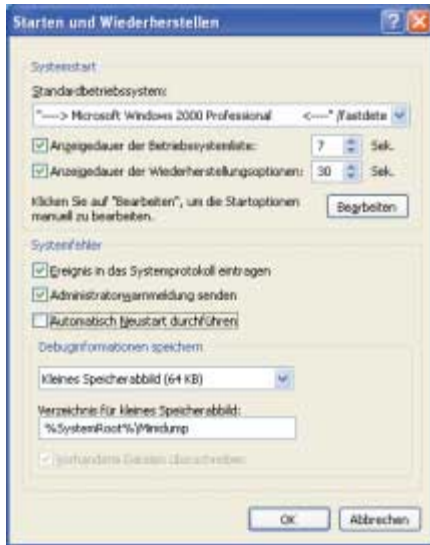 Starten und Wiederherstellen
Systemstart
Standardbetriebssystem:
"----> Microsoft Windows 2000 Professional <----" /fastdete
Anzeigedauer der Betriebssystemliste: 7 Sek.
Anzeigedauer der Wiederherstellungsoptionen: 30 Sek.
Klicken Sie auf "Bearbeiten", um die Startoptionen
manuell zu bearbeiten.
Bearbeiten
Systemfehler
Ereignis in das Systemprotokoll eintragen
Administratorwarnmeldung senden
Automatisch Neustart durchführen
Debuginformationen speichern
Kleines Speicherabbild (64 KB)
Verzeichnis für kleines Speicherabbild:
%SystemRoot%\Minidump
Vorhandene Dateien überschreiben
OK Abbrechen